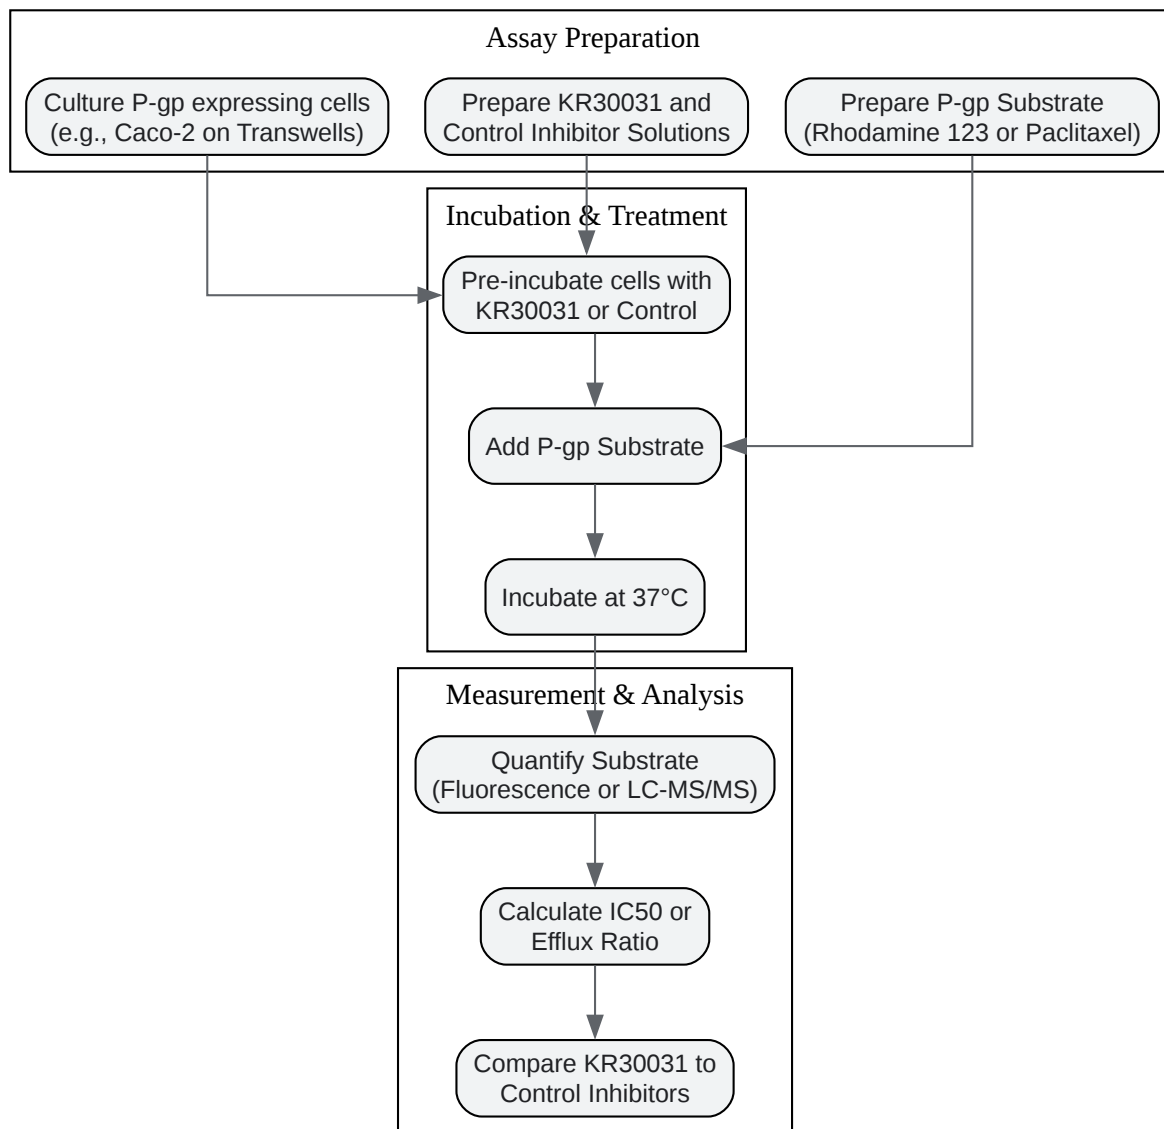 Assay Preparation
Culture P-gp expressing cells
(e.g., Caco-2 on Transwells)
Prepare KR30031 and
Control Inhibitor Solutions
Prepare P-gp Substrate
(Rhodamine 123 or Paclitaxel)
Incubation & Treatment
Pre-incubate cells with
KR30031 or Control
Add P-gp Substrate
Incubate at 37°C
Measurement & Analysis
Quantify Substrate
(Fluorescence or LC-MS/MS)
Calculate IC50 or
Efflux Ratio
Compare KR30031 to
Control Inhibitors